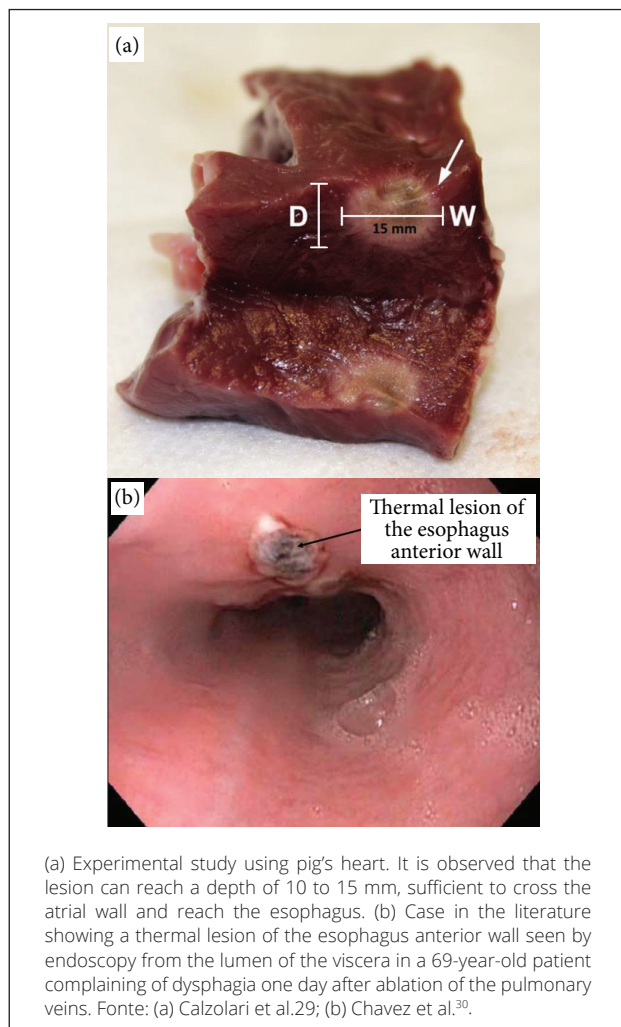 (a)
D
W
15 mm
(b)
Thermal lesion of
the esophagus
anterior wall
(a) Experimental study using pig's heart. It is observed that the
lesion can reach a depth of 10 to 15 mm, sufficient to cross the
atrial wall and reach the esophagus. (b) Case in the literature
showing a thermal lesion of the esophagus anterior wall seen by
endoscopy from the lumen of the viscera in a 69-year-old patient
complaining of dysphagia one day after ablation of the pulmonary
veins. Fonte: (a) Calzolari et al.29; (b) Chavez et al.³⁰.